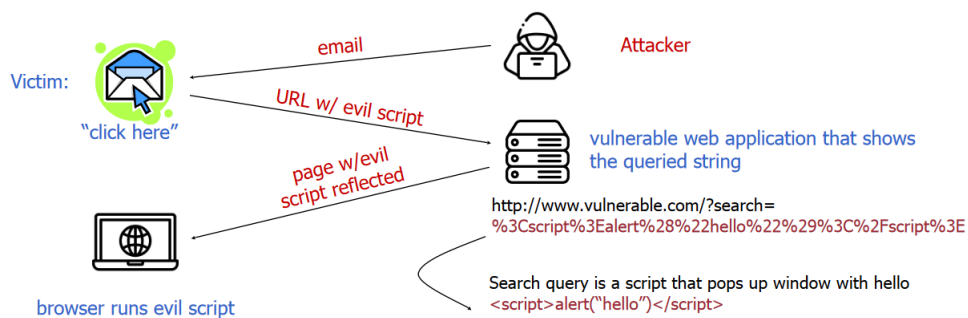 email
Attacker
Victim:
URL w/ evil script
“click here”
vulnerable web application that shows
the queried string
page w/evil
script reflected
http://www.vulnerable.com/?search=
%3Cscript%3Ealert%28%22hello%22%29%3C%2Fscript%3E
Search query is a script that pops up window with hello
<script>alert(“hello”)</script>
browser runs evil script